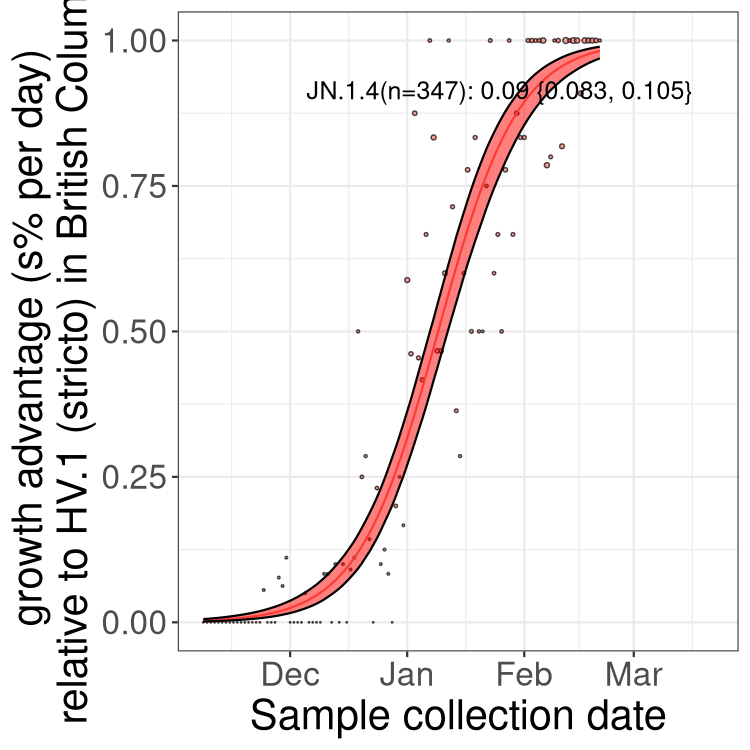 growth advantage (s% per day)
relative to HV.1 (stricto) in British Colum
1.00
0.75
0.50
0.25
0.00
JN.1.4(n=347): 0.09 {0.083, 0.105}
Dec Jan Feb Mar
Sample collection date